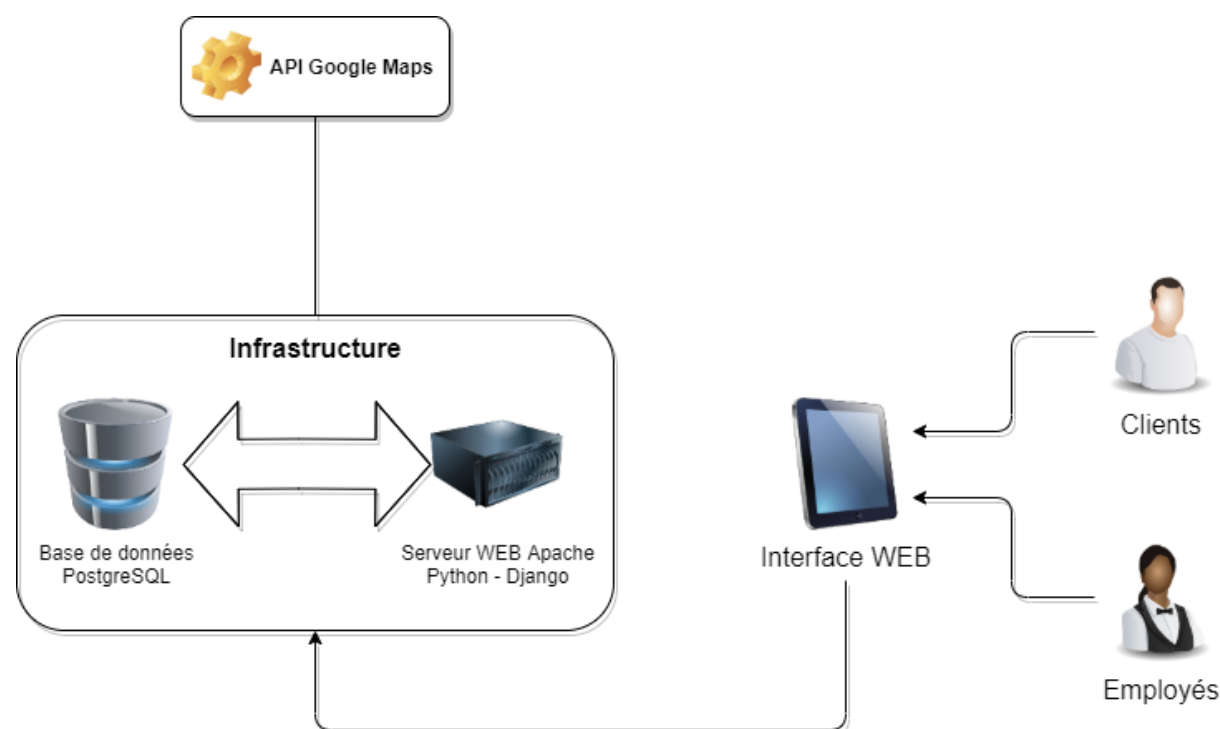 API Google Maps
Infrastructure
Base de données
PostgreSQL
Serveur WEB Apache
Python - Django
Interface WEB
Clients
Employés